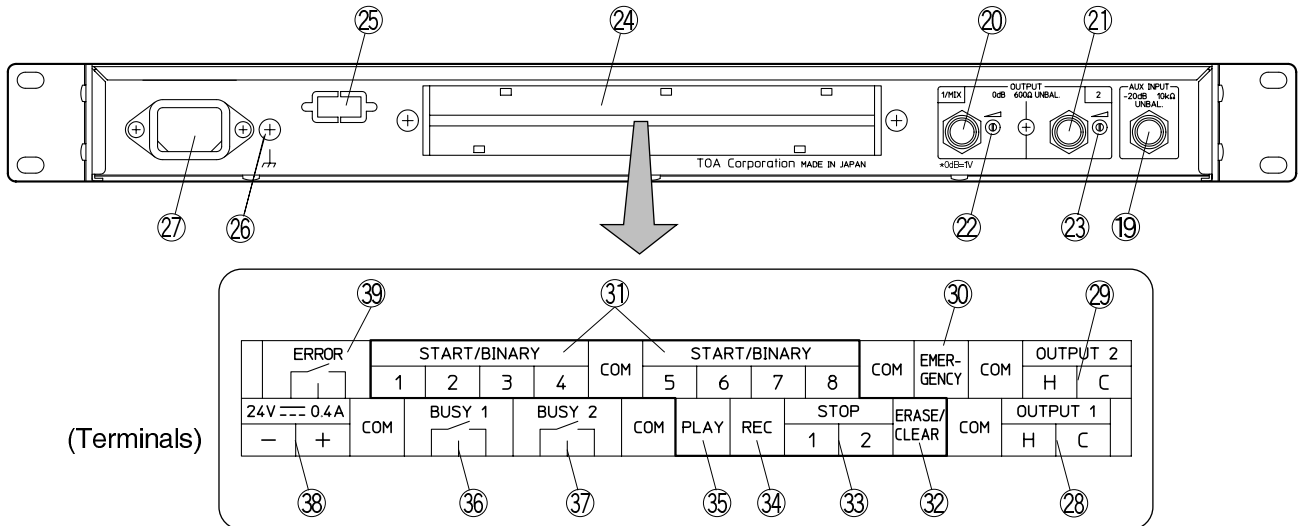 25 24 20 21
1/MIX OUTPUT 0dB 600Ω UNBAL. 2
AUX INPUT
-20dB 10kΩ
UNBAL.
*0dB=1V
TOA Corporation MADE IN JAPAN
27 26 22 23 19
39 31 30 29
ERROR START/BINARY COM START/BINARY COM EMER-GENCY COM OUTPUT 2
1 2 3 4 5 6 7 8 H C
24V ⎓ 0.4A COM BUSY 1 BUSY 2 COM PLAY REC STOP ERASE/CLEAR COM OUTPUT 1
− + 1 2 H C
(Terminals)
38 36 37 35 34 33 32 28